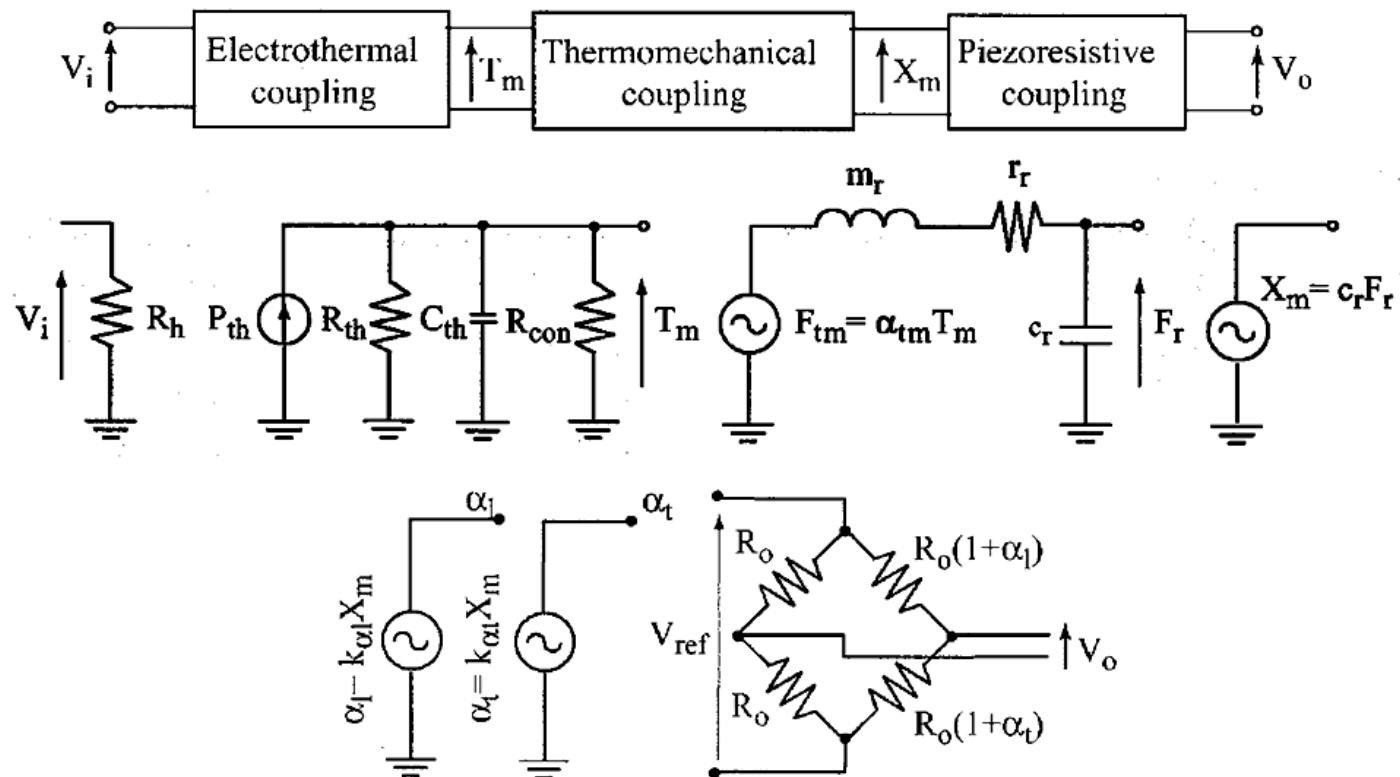 V_i
Electrothermal
coupling
T_m
Thermomechanical
coupling
X_m
Piezoresistive
coupling
V_o
V_i
R_h
P_th
R_th
C_th
R_con
T_m
m_r
r_r
F_tm = α_tm T_m
c_r
F_r
X_m = c_r F_r
α_l
α_l – k_αl X_m
α_t
α_t = k_αl X_m
V_ref
R_o
R_o(1+α_l)
R_o
R_o(1+α_t)
V_o